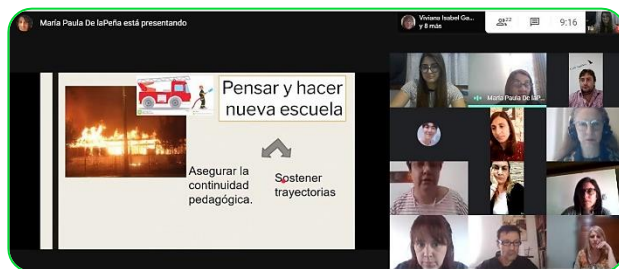 María Paula De laPeña está presentando
Viviana Isabel Ga...
y 8 más
22
9:16
Pensar y hacer
nueva escuela
Asegurar la
continuidad
pedagógica.
Sostener
trayectorias
María Paula De laP...